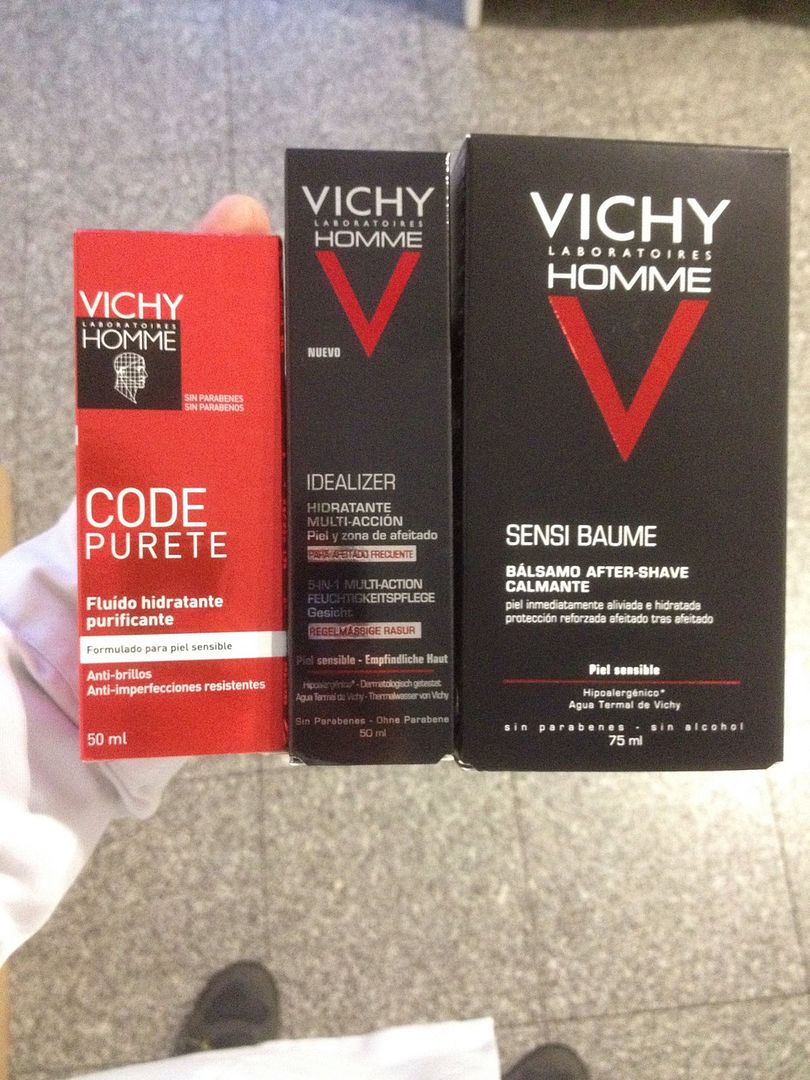 VICHY
LABORATOIRES
HOMME
SIN PARABENES
SIN PARABENOS
CODE
PURETE
Fluído hidratante
purificante
Formulado para piel sensible
Anti-brillos
Anti-imperfecciones resistentes
50 ml
VICHY
LABORATOIRES
HOMME
V
NUEVO
IDEALIZER
HIDRATANTE
MULTI-ACCIÓN
Piel y zona de afeitado
PARA AFEITADO FRECUENTE
5-IN-1 MULTI-ACTION
FEUCHTIGKEITSPFLEGE
Gesicht
REGELMÄSSIGE RASUR
Piel sensible - Empfindliche Haut
Hipoalergénico* - Dermatologisch getestet
Agua Termal de Vichy - Thermalwasser von Vichy
Sin Parabenes - Ohne Parabene
50 ml
VICHY
LABORATOIRES
HOMME
V
SENSI BAUME
BÁLSAMO AFTER-SHAVE
CALMANTE
piel inmediatamente aliviada e hidratada
protección reforzada afeitado tras afeitado
Piel sensible
Hipoalergénico*
Agua Termal de Vichy
sin parabenes - sin alcohol
75 ml